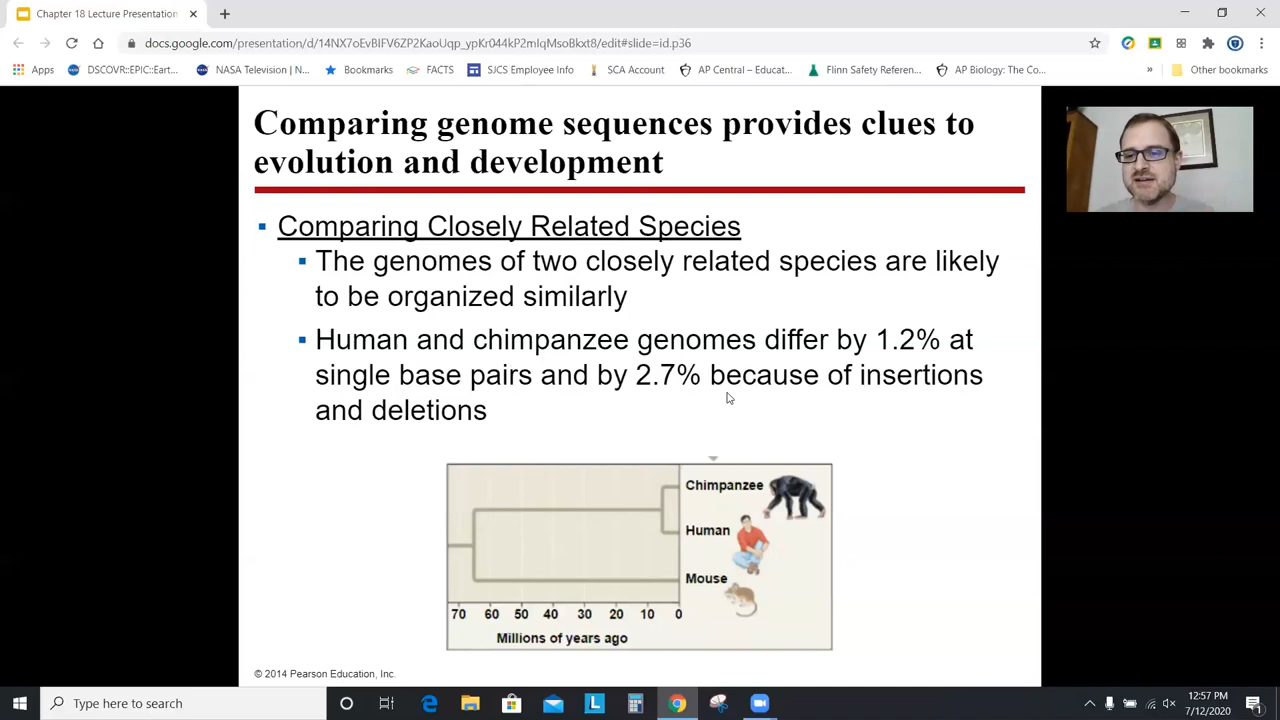 Chapter 18 Lecture Presentation
docs.google.com/presentation/d/14NX7oEvBIFV6ZP2KaoUqp_ypKr044kP2mIqMsoBkxt8/edit#slide=id.p36
Apps DSCOVR::EPIC::Eart... NASA Television | N... Bookmarks FACTS SJCS Employee Info SCA Account AP Central – Educat... Flinn Safety Referen... AP Biology: The Co... » Other bookmarks
Comparing genome sequences provides clues to
evolution and development
Comparing Closely Related Species
The genomes of two closely related species are likely
to be organized similarly
Human and chimpanzee genomes differ by 1.2% at
single base pairs and by 2.7% because of insertions
and deletions
Chimpanzee
Human
Mouse
70 60 50 40 30 20 10 0
Millions of years ago
© 2014 Pearson Education, Inc.
Type here to search
12:57 PM
7/12/2020